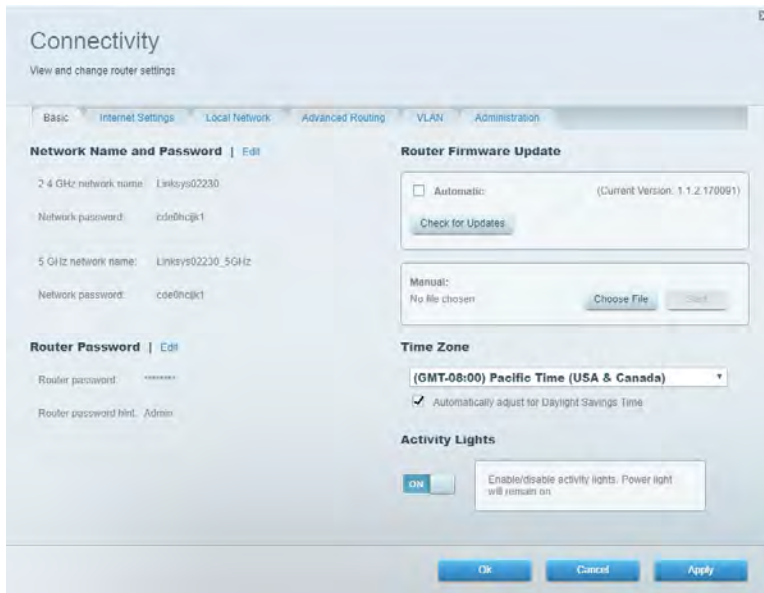 Connectivity
View and change router settings
Basic
Internet Settings
Local Network
Advanced Routing
VLAN
Administration
Network Name and Password | Edit
2.4 GHz network name: Linksys02230
Network password:
5 GHz network name: Linksys02230_5GHz
Network password:
Router Password | Edit
Router password: ********
Router password hint: Admin
Router Firmware Update
Automatic (Current Version: 1.1.2.170091)
Check for Updates
Manual:
No file chosen
Choose File
Start
Time Zone
(GMT-08:00) Pacific Time (USA & Canada)
Automatically adjust for Daylight Savings Time
Activity Lights
ON
Enable/disable activity lights. Power light
will remain on
Ok
Cancel
Apply